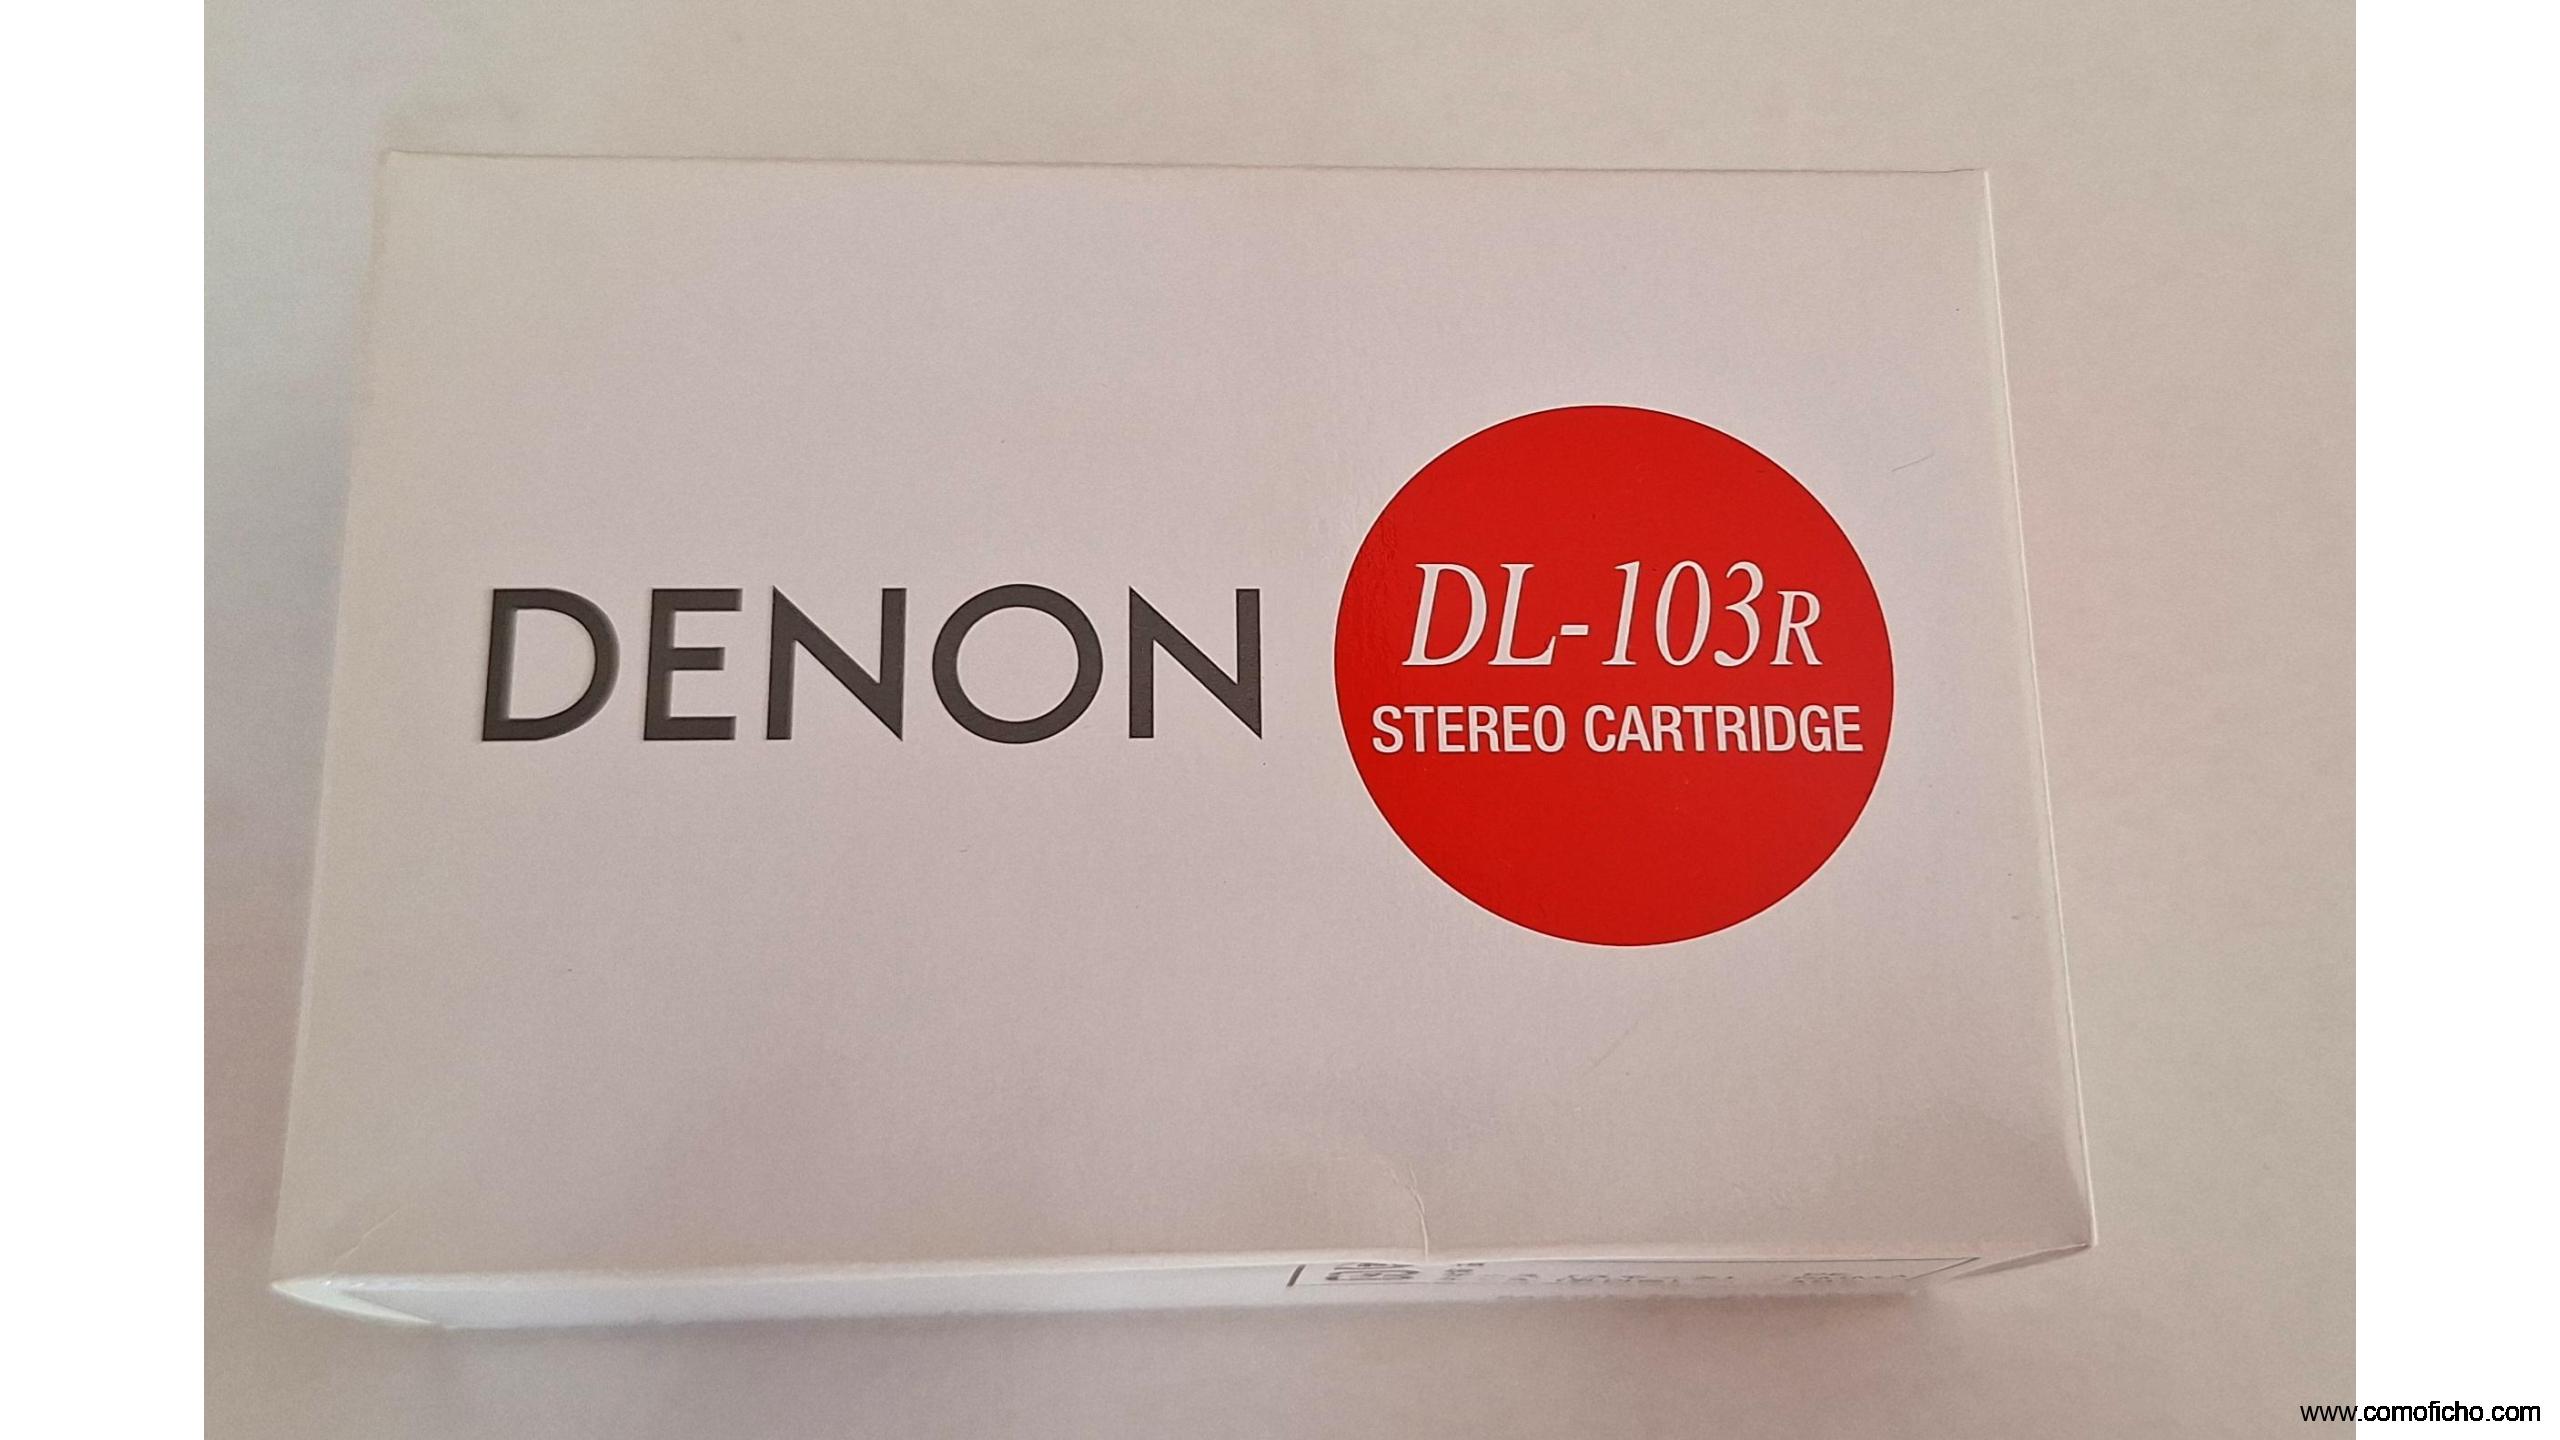 DENON
DL-103R
STEREO CARTRIDGE
www.comoficho.com